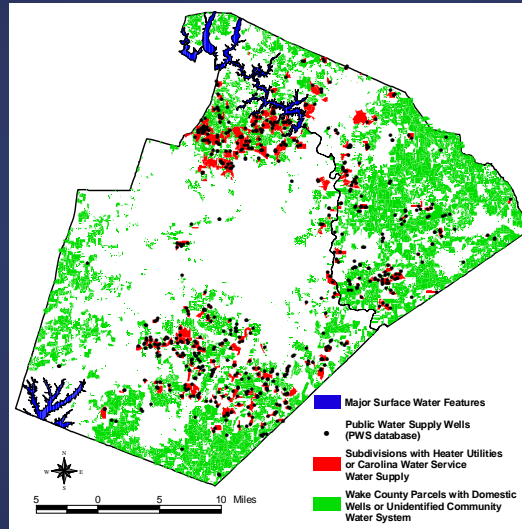 Major Surface Water Features
Public Water Supply Wells
(PWS database)
Subdivisions with Heater Utilities
or Carolina Water Service
Water Supply
Wake County Parcels with Domestic
Wells or Unidentified Community
Water System
N
W E
S
5 0 5 10 Miles